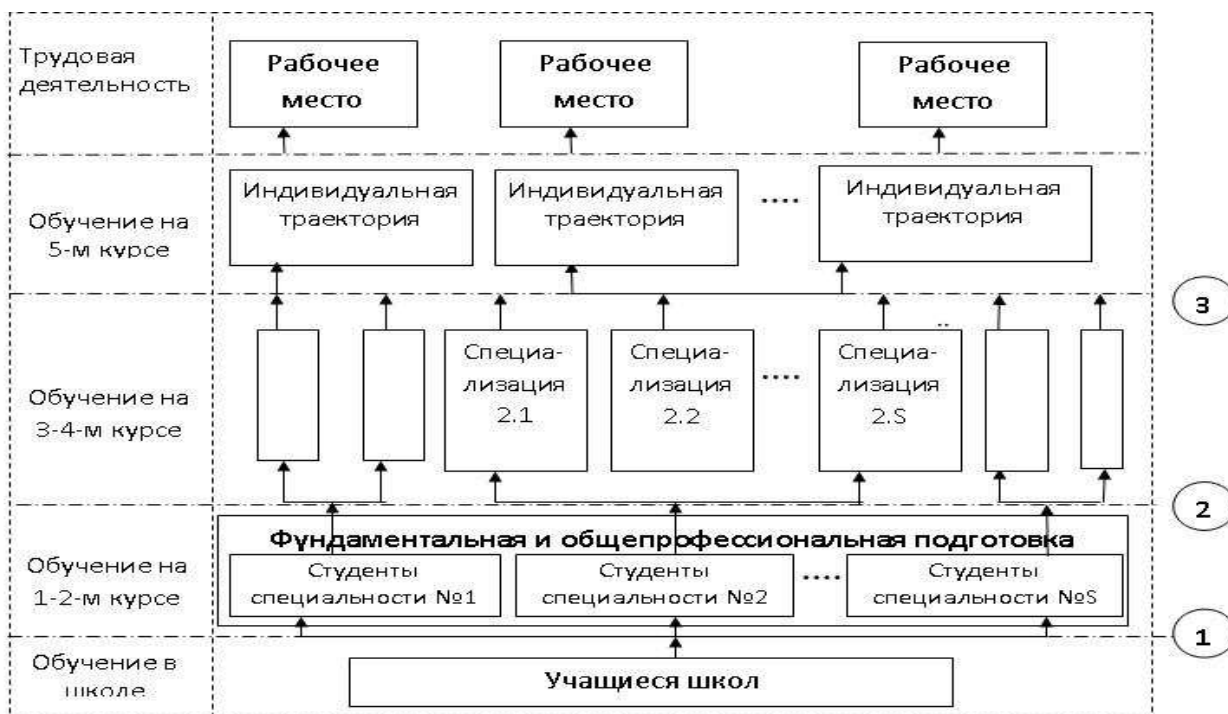 Трудовая
деятельность
Рабочее
место
Рабочее
место
Рабочее
место
Обучение на
5-м курсе
Индивидуальная
траектория
Индивидуальная
траектория
....
Индивидуальная
траектория
3
Обучение на
3-4-м курсе
Специа-
лизация
2.1
Специа-
лизация
2.2
....
Специа-
лизация
2.S
..
2
Фундаментальная и общепрофессиональная подготовка
Обучение на
1-2-м курсе
Студенты
специальности №1
Студенты
специальности №2
....
Студенты
специальности №S
1
Обучение в
школе
Учащиеся школ